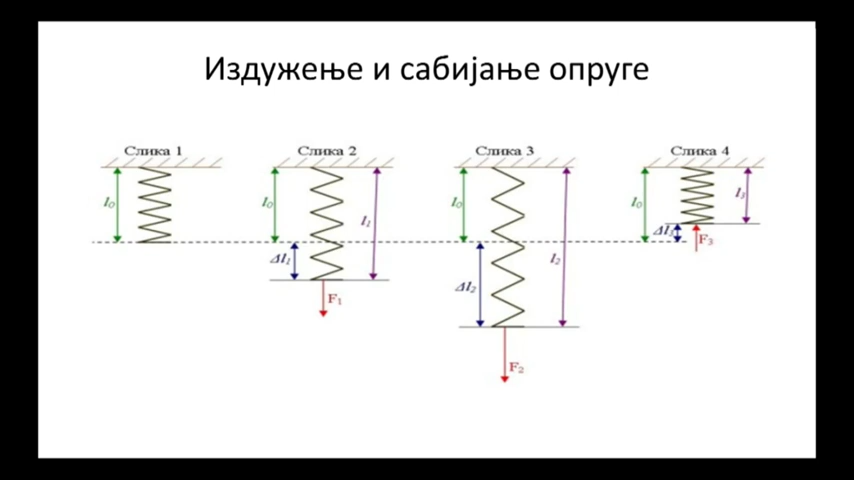 Издужење и сабијање опруге
Слика 1
Слика 2
Слика 3
Слика 4
l₀
l₀
l₁
l₀
l₂
l₀
l₃
Δl₁
Δl₂
Δl₃
F₁
F₂
F₃